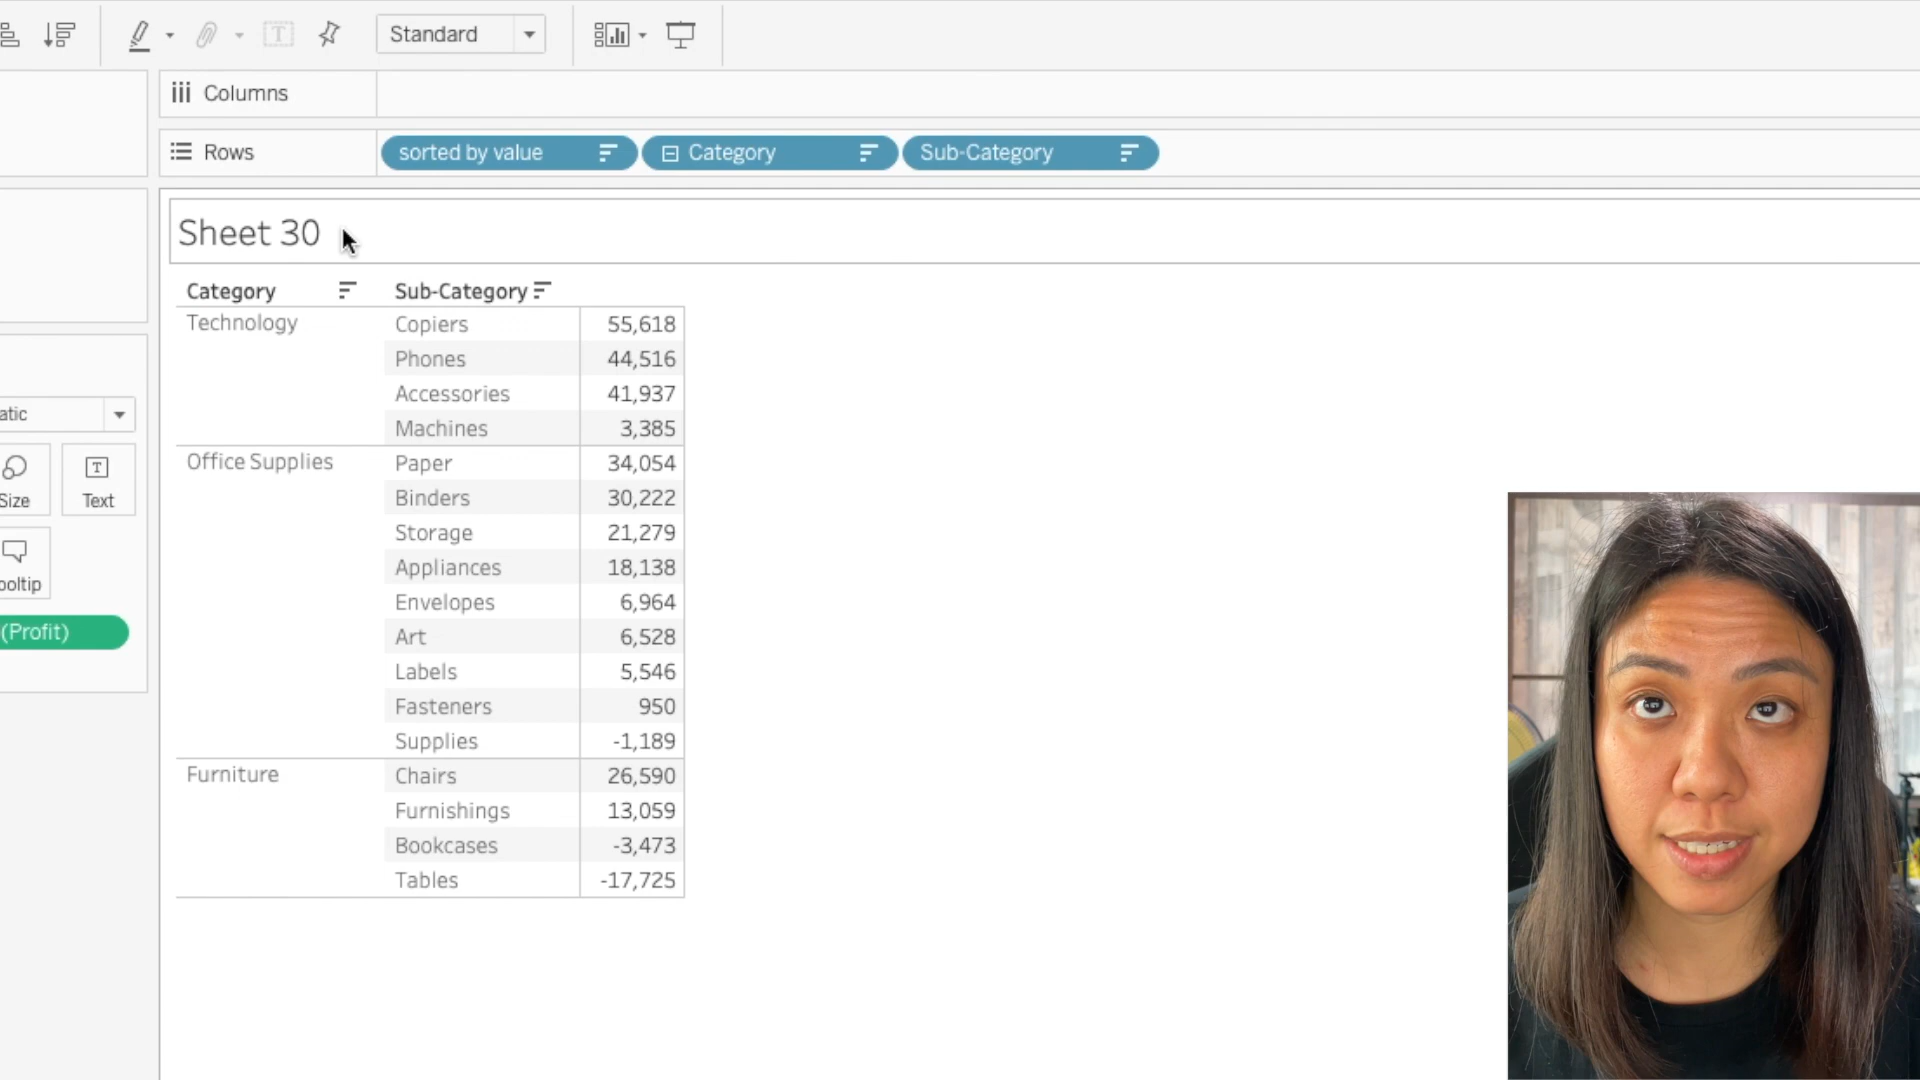 Standard
Columns
Rows sorted by value Category Sub-Category
Sheet 30
Category Sub-Category
Technology Copiers 55,618
Phones 44,516
Accessories 41,937
Machines 3,385
Office Supplies Paper 34,054
Binders 30,222
Storage 21,279
Appliances 18,138
Envelopes 6,964
Art 6,528
Labels 5,546
Fasteners 950
Supplies -1,189
Furniture Chairs 26,590
Furnishings 13,059
Bookcases -3,473
Tables -17,725
atic
Size Text
ooltip
(Profit)